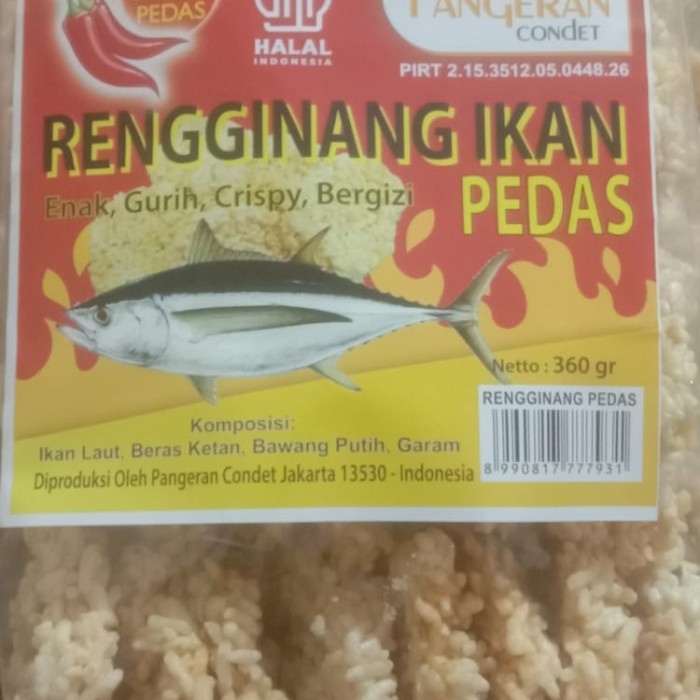 PEDAS
HALAL
INDONESIA
PANGERAN
CONDET
PIRT 2.15.3512.05.0448.26
RENGGINANG IKAN
PEDAS
Enak, Gurih, Crispy, Bergizi
Netto : 360 gr
RENGGINANG PEDAS
8 990817 777931
Komposisi:
Ikan Laut, Beras Ketan, Bawang Putih, Garam
Diproduksi Oleh Pangeran Condet Jakarta 13530 - Indonesia